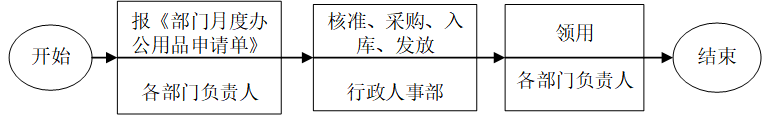 开始
报《部门月度办
公用品申请单》
各部门负责人
核准、采购、入
库、发放
行政人事部
领用
各部门负责人
结束